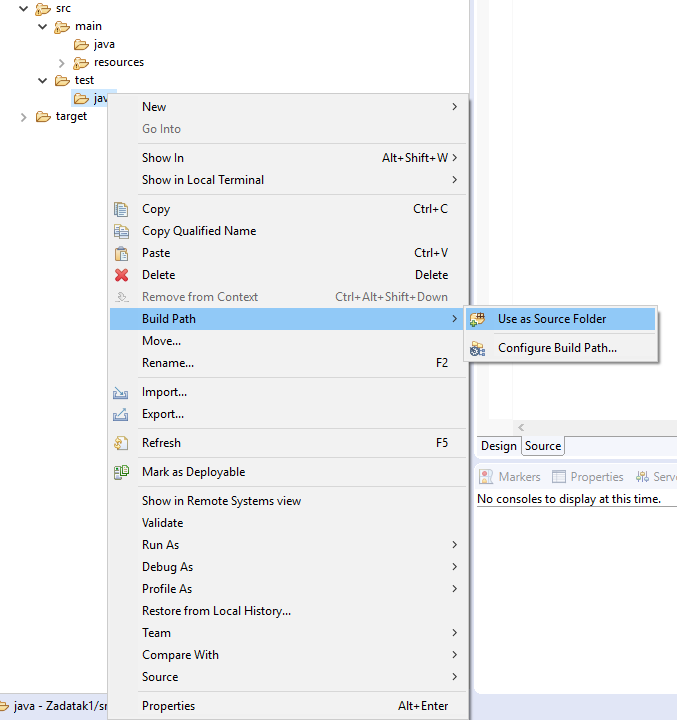 src
main
java
resources
test
target
New
Go Into
Show In Alt+Shift+W
Show in Local Terminal
Copy Ctrl+C
Copy Qualified Name
Paste Ctrl+V
Delete Delete
Remove from Context Ctrl+Alt+Shift+Down
Build Path
Use as Source Folder
Configure Build Path...
Move...
Rename... F2
Import...
Export...
Refresh F5
Mark as Deployable
Show in Remote Systems view
Validate
Run As
Debug As
Profile As
Restore from Local History...
Team
Compare With
Source
Properties Alt+Enter
Design Source
Markers Properties Serve
No consoles to display at this time.
java - Zadatak1/sr